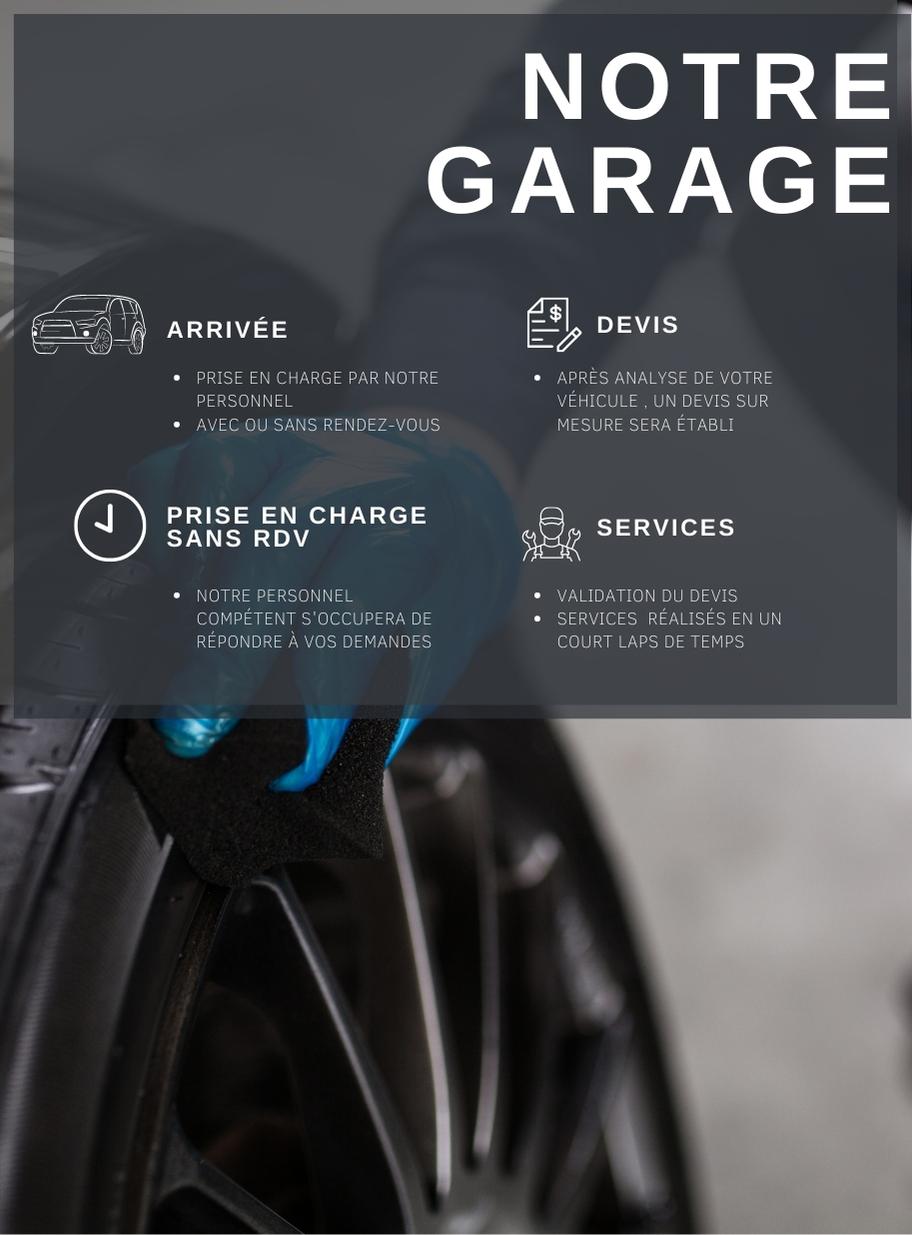 NOTRE
GARAGE
ARRIVÉE
• PRISE EN CHARGE PAR NOTRE
PERSONNEL
• AVEC OU SANS RENDEZ-VOUS
DEVIS
• APRÈS ANALYSE DE VOTRE
VÉHICULE , UN DEVIS SUR
MESURE SERA ÉTABLI
PRISE EN CHARGE
SANS RDV
• NOTRE PERSONNEL
COMPÉTENT S'OCCUPERA DE
RÉPONDRE À VOS DEMANDES
SERVICES
• VALIDATION DU DEVIS
• SERVICES  RÉALISÉS EN UN
COURT LAPS DE TEMPS